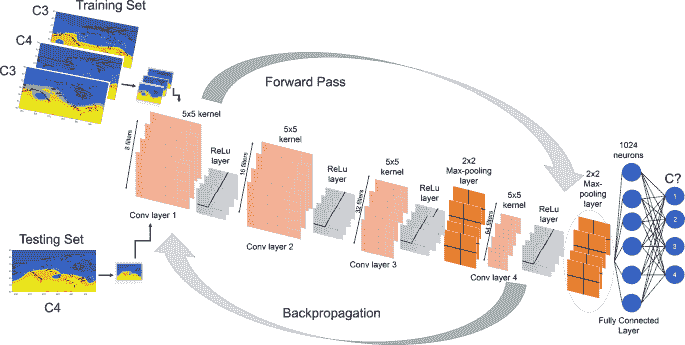 Training Set
C3
C4
C3
Testing Set
C4
Forward Pass
8 filters
5x5
kernel
Conv layer 1
ReLu
layer
16 filters
5x5
kernel
Conv layer 2
ReLu
layer
32 filters
5x5
kernel
Conv layer 3
ReLu
layer
2x2
Max-pooling
layer
64 filters
5x5
kernel
Conv layer 4
ReLu
layer
2x2
Max-
pooling
layer
1024
neurons
Fully Connected
Layer
C?
1
2
3
4
Backpropagation